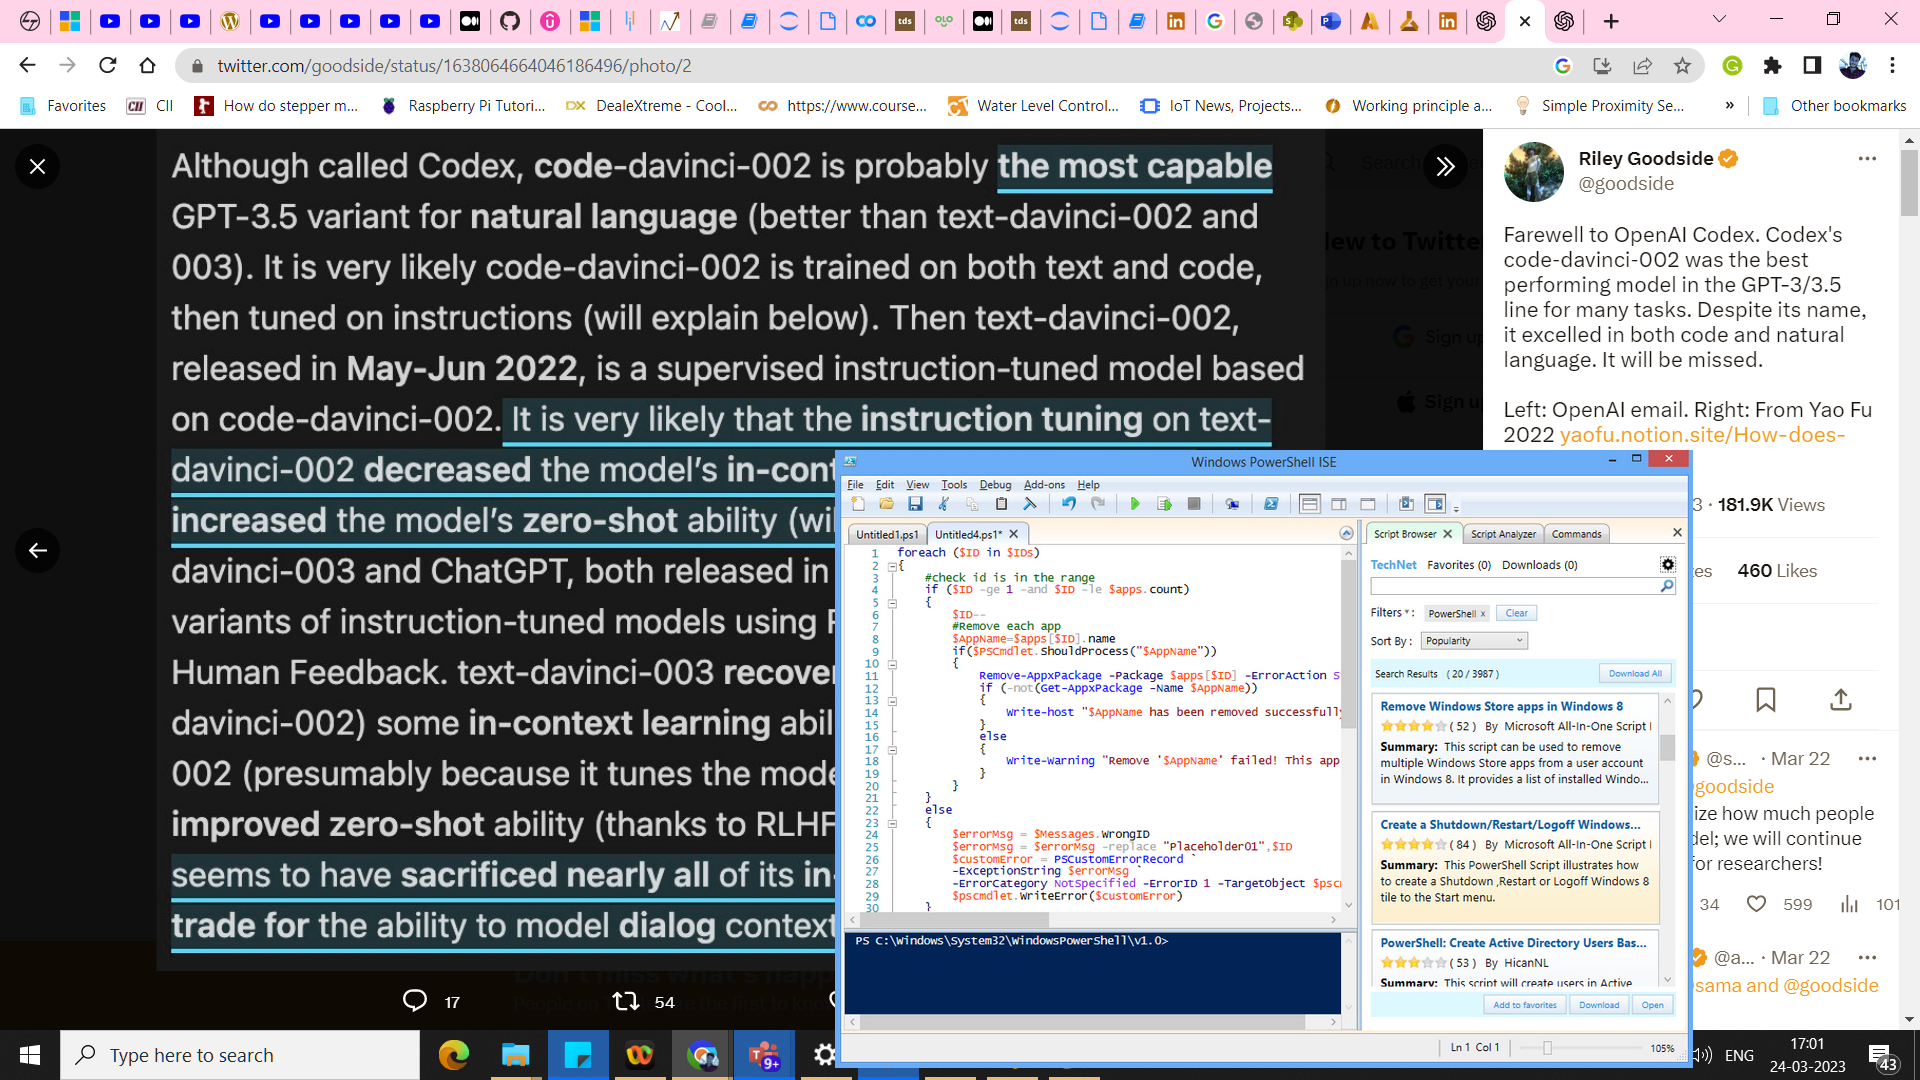 twitter.com/goodside/status/1638064664046186496/photo/2
Favorites
CII
How do stepper m...
Raspberry Pi Tutori...
DealeXtreme - Cool...
https://www.course...
Water Level Control...
IoT News, Projects...
Working principle a...
Simple Proximity Se...
»
Other bookmarks
Although called Codex, code-davinci-002 is probably the most capable
GPT-3.5 variant for natural language (better than text-davinci-002 and
003). It is very likely code-davinci-002 is trained on both text and code,
then tuned on instructions (will explain below). Then text-davinci-002,
released in May-Jun 2022, is a supervised instruction-tuned model based
on code-davinci-002. It is very likely that the instruction tuning on text-
davinci-002 decreased the model's in-cont
increased the model's zero-shot ability (wi
davinci-003 and ChatGPT, both released in
variants of instruction-tuned models using
Human Feedback. text-davinci-003 recover
davinci-002) some in-context learning abil
002 (presumably because it tunes the mode
improved zero-shot ability (thanks to RLHF
seems to have sacrificed nearly all of its in-
trade for the ability to model dialog context
17
54
Riley Goodside
@goodside
Farewell to OpenAI Codex. Codex's
code-davinci-002 was the best
performing model in the GPT-3/3.5
line for many tasks. Despite its name,
it excelled in both code and natural
language. It will be missed.
Left: OpenAI email. Right: From Yao Fu
2022 yaofu.notion.site/How-does-
3 · 181.9K Views
tes 460 Likes
@s... · Mar 22
goodside
ize how much people
del; we will continue
for researchers!
34 599 101
@a... · Mar 22
sama and @goodside
Windows PowerShell ISE
File Edit View Tools Debug Add-ons Help
Untitled1.ps1 Untitled4.ps1* X
1 foreach ($ID in $IDs)
2 {
3 #check id is in the range
4 if ($ID -ge 1 -and $ID -le $apps.count)
5 {
6 $ID--
7 #Remove each app
8 $AppName=$apps[$ID].name
9 if($PSCmdlet.ShouldProcess("$AppName"))
10 {
11 Remove-AppxPackage -Package $apps[$ID] -ErrorAction S
12 if (-not(Get-AppxPackage -Name $AppName))
13 {
14 Write-host "$AppName has been removed successfully
15 }
16 else
17 {
18 Write-Warning "Remove '$AppName' failed! This app
19 }
20 }
21 }
22 else
23 {
24 $errorMsg = $Messages.WrongID
25 $errorMsg = $errorMsg -replace "Placeholder01",$ID
26 $customError = PSCustomErrorRecord `
27 -ExceptionString $errorMsg `
28 -ErrorCategory NotSpecified -ErrorID 1 -TargetObject $pscm
29 $pscmdlet.WriteError($customError)
30 }
PS C:\Windows\System32\WindowsPowerShell\v1.0>
Script Browser X Script Analyzer Commands
TechNet Favorites (0) Downloads (0)
Filters : PowerShell x Clear
Sort By : Popularity
Search Results ( 20 / 3987 ) Download All
Remove Windows Store apps in Windows 8
( 52 ) By Microsoft All-In-One Script
Summary: This script can be used to remove
multiple Windows Store apps from a user account
in Windows 8. It provides a list of installed Windo...
Create a Shutdown/Restart/Logoff Windows...
( 84 ) By Microsoft All-In-One Script
Summary: This PowerShell Script illustrates how
to create a Shutdown ,Restart or Logoff Windows 8
tile to the Start menu.
PowerShell: Create Active Directory Users Bas...
( 53 ) By HicanNL
Summary: This script will create users in Active
Add to favorites Download Open
Ln 1 Col 1 105%
Type here to search
9+
ENG
17:01
24-03-2023
43